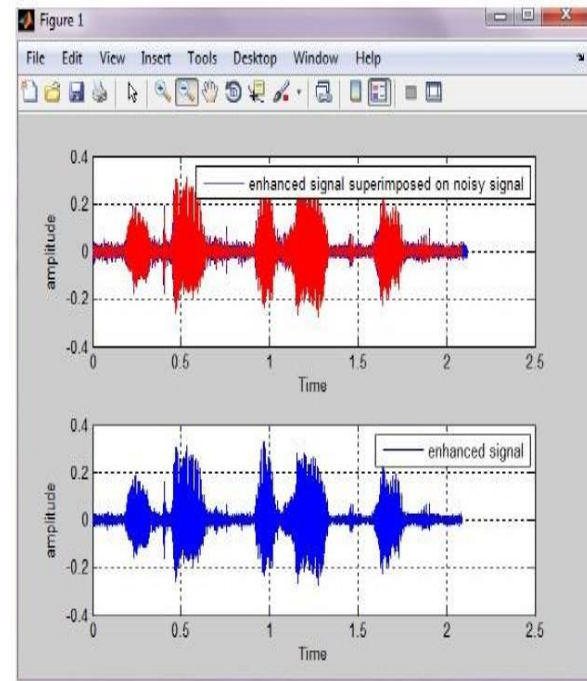 Figure 1
File Edit View Insert Tools Desktop Window Help
0.4
enhanced signal superimposed on noisy signal
0.2
0
-0.2
-0.4
amplitude
0 0.5 1 1.5 2 2.5
Time
0.4
enhanced signal
0.2
0
-0.2
-0.4
amplitude
0 0.5 1 1.5 2 2.5
Time